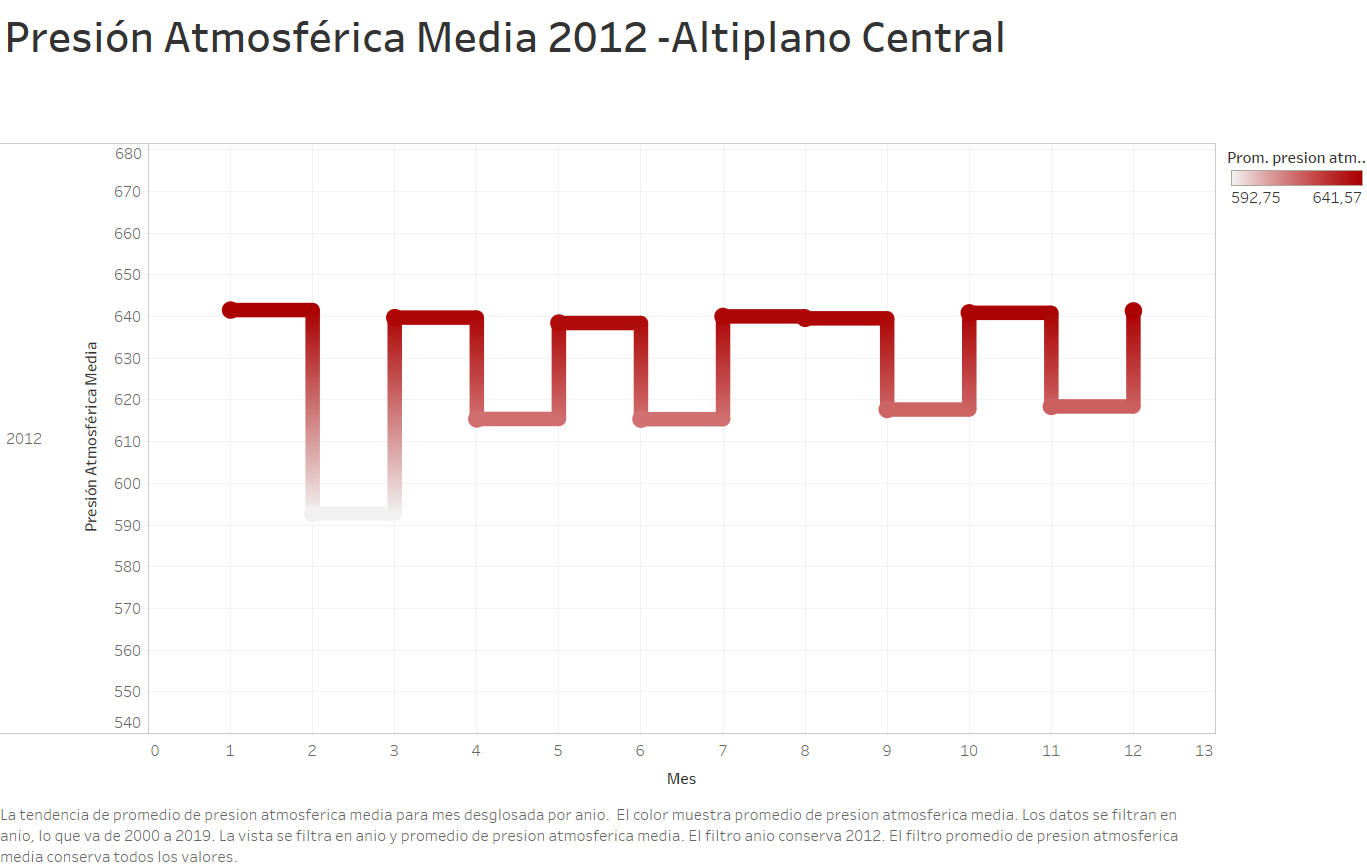 Presión Atmosférica Media 2012 -Altiplano Central
Prom. presion atm..
592,75 641,57
680
670
660
650
640
630
620
610
600
590
580
570
560
550
540
Presión Atmosférica Media
2012
0 1 2 3 4 5 6 7 8 9 10 11 12 13
Mes
La tendencia de promedio de presion atmosferica media para mes desglosada por anio.  El color muestra promedio de presion atmosferica media. Los datos se filtran en
anio, lo que va de 2000 a 2019. La vista se filtra en anio y promedio de presion atmosferica media. El filtro anio conserva 2012. El filtro promedio de presion atmosferica
media conserva todos los valores.